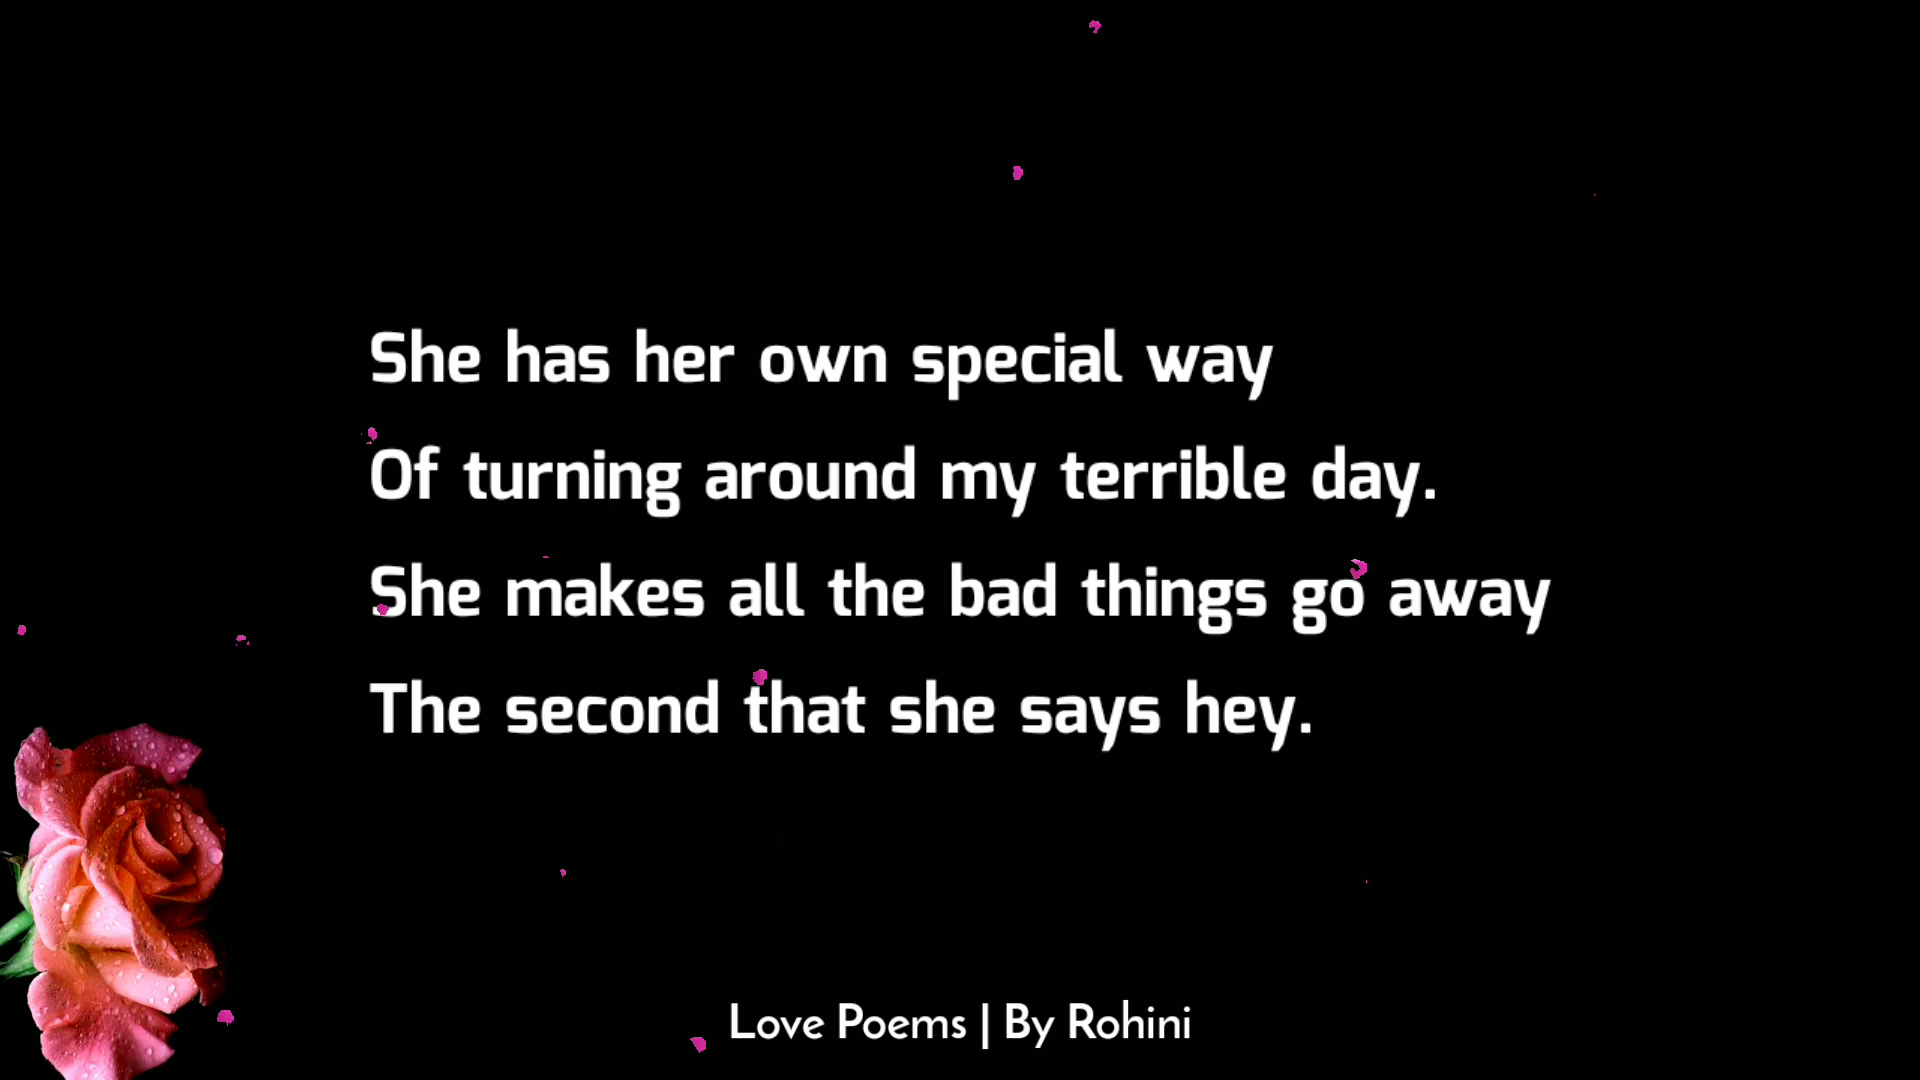 She has her own special way
Of turning around my terrible day.
She makes all the bad things go away
The second that she says hey.
Love Poems | By Rohini